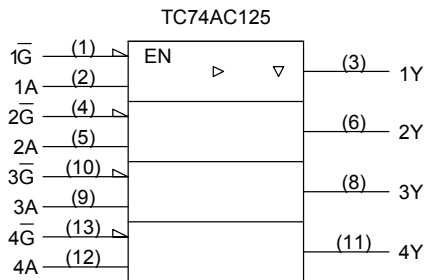 TC74AC125
1G̅ (1) EN (3) 1Y
1A (2)
2G̅ (4) (6) 2Y
2A (5)
3G̅ (10) (8) 3Y
3A (9)
4G̅ (13) (11) 4Y
4A (12)